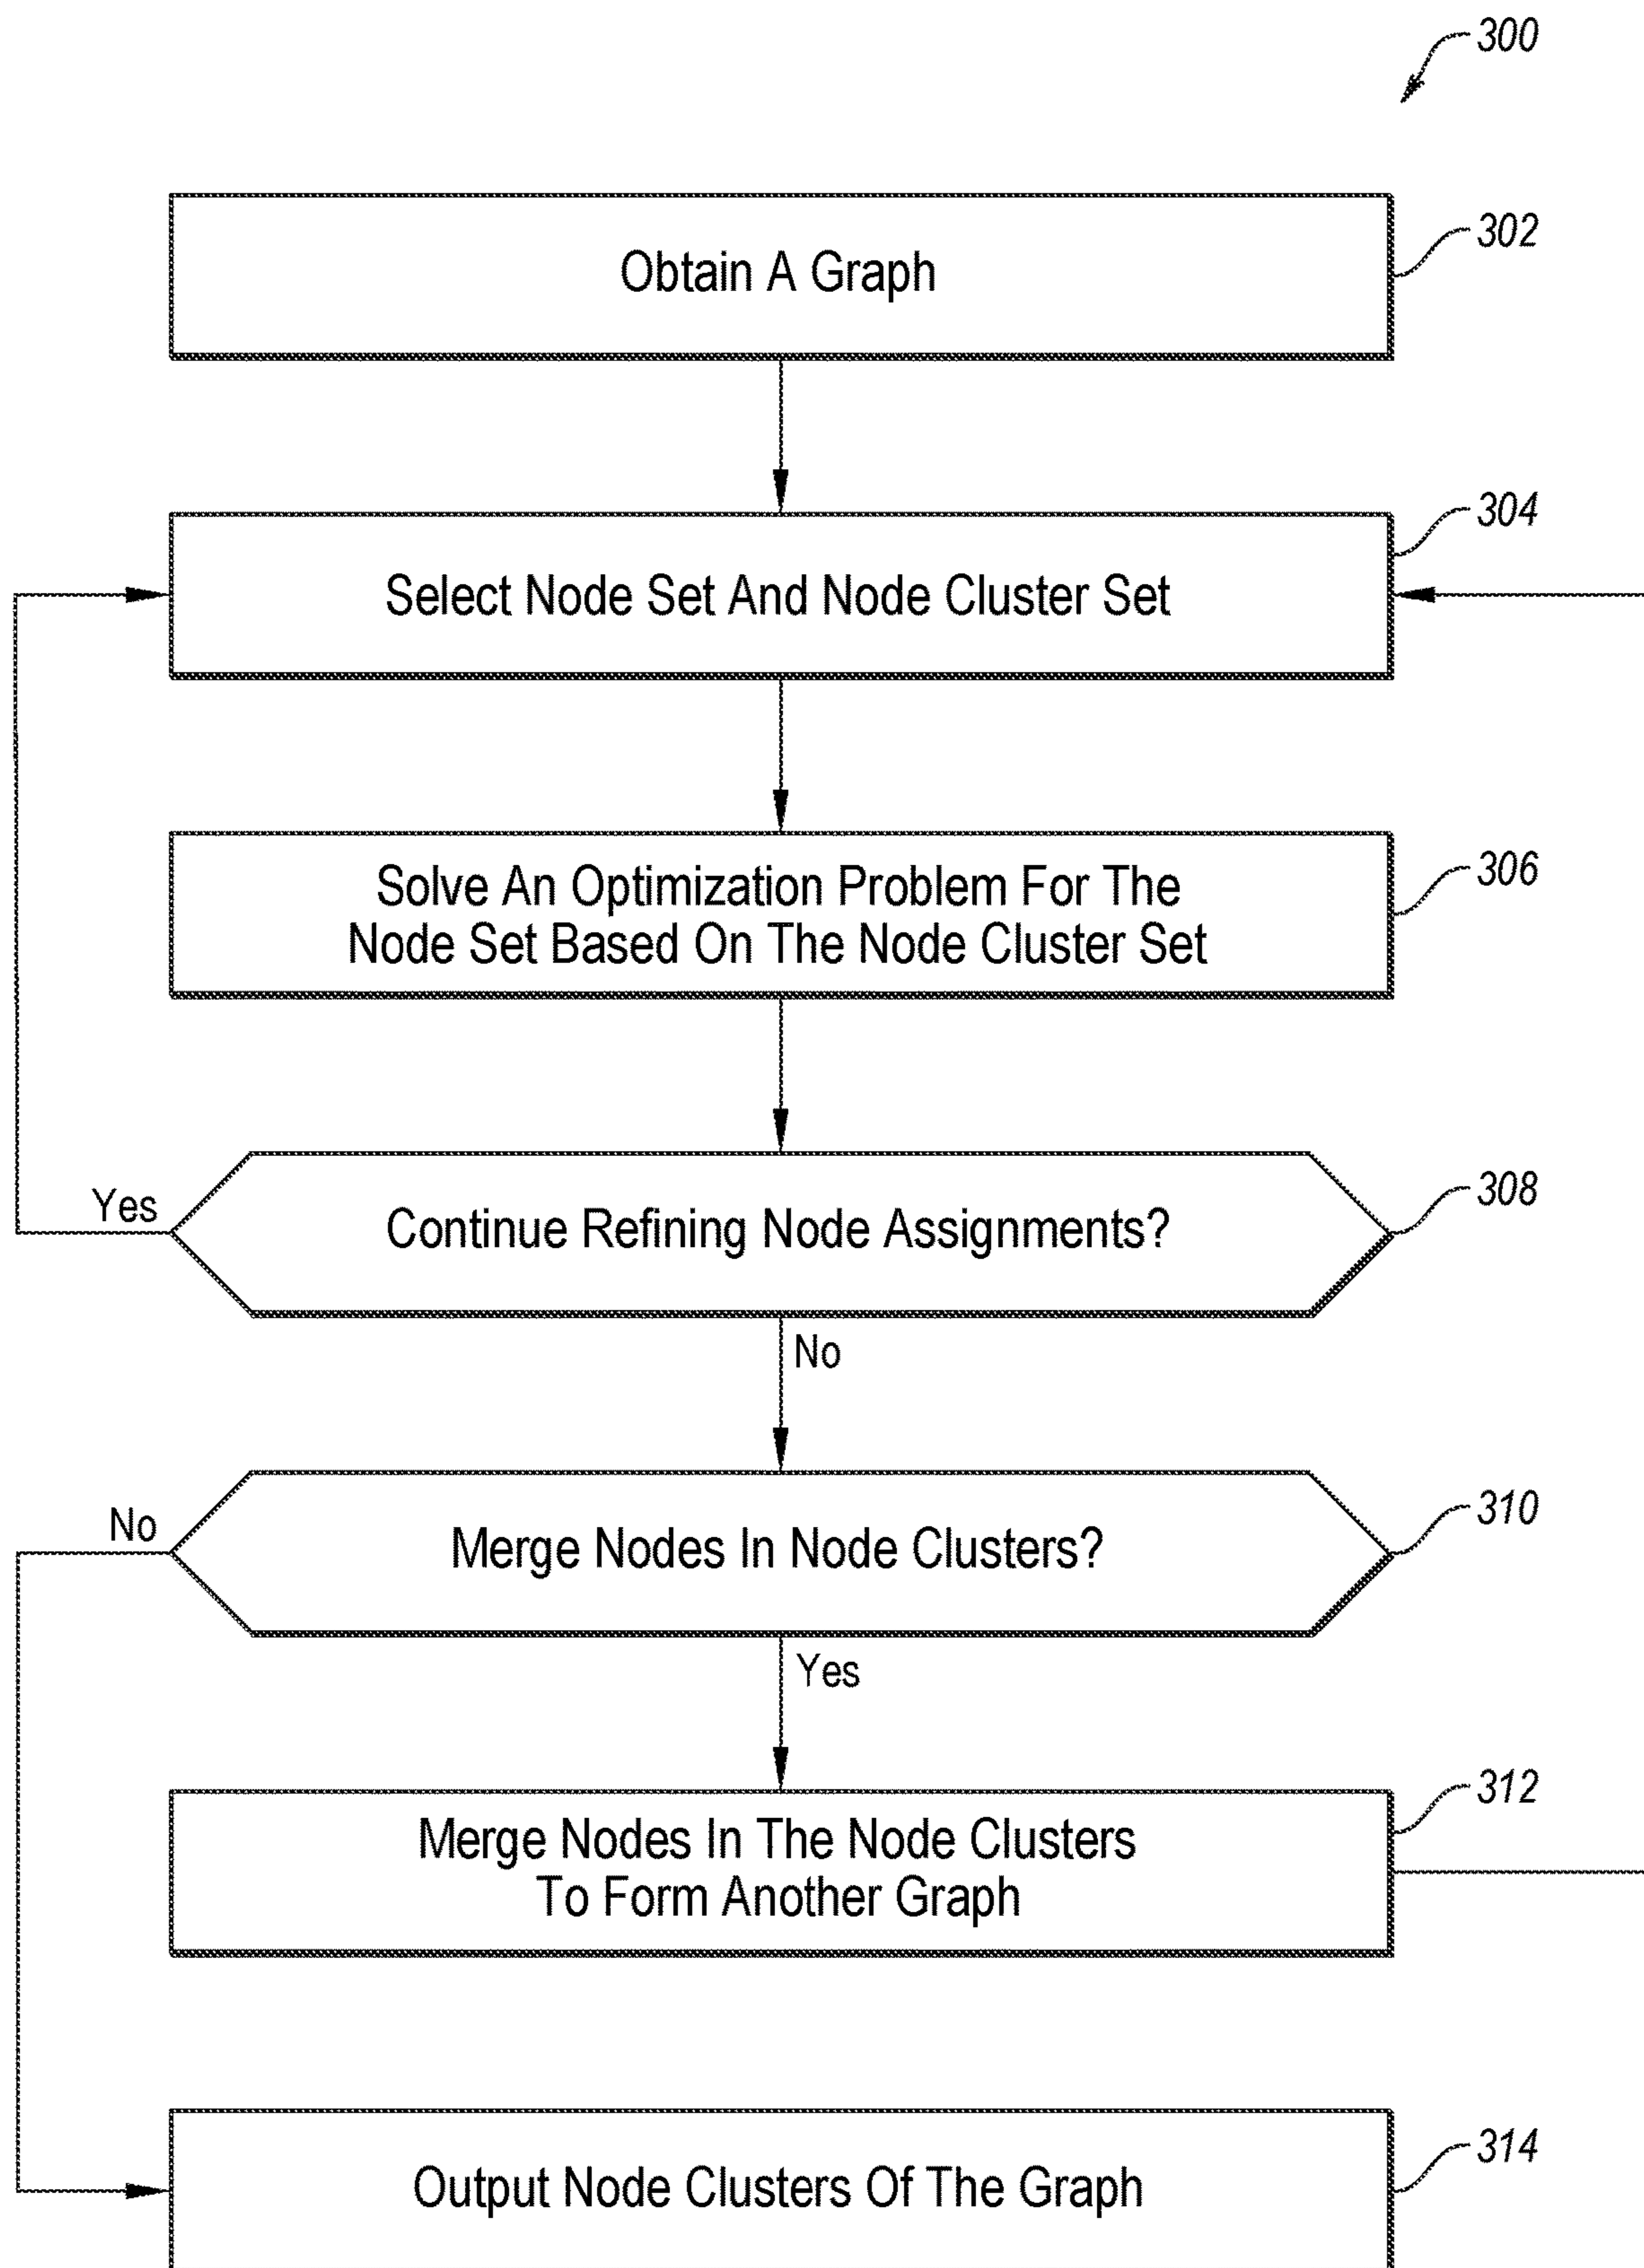 300
Obtain A Graph
302
Select Node Set And Node Cluster Set
304
Solve An Optimization Problem For The
Node Set Based On The Node Cluster Set
306
Continue Refining Node Assignments?
308
Yes
No
Merge Nodes In Node Clusters?
310
No
Yes
Merge Nodes In The Node Clusters
To Form Another Graph
312
Output Node Clusters Of The Graph
314